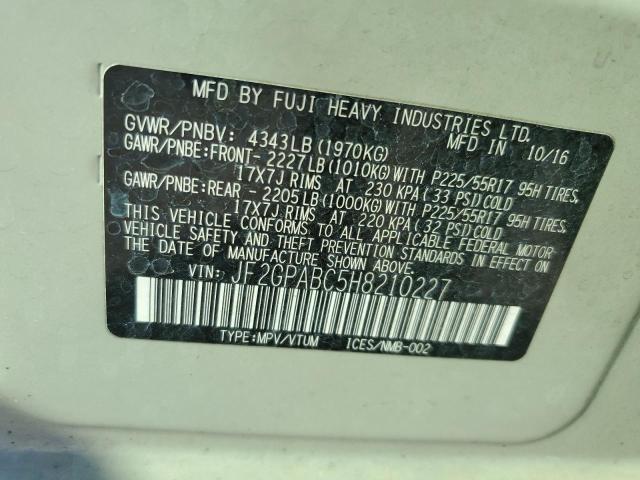 MFD BY FUJI HEAVY INDUSTRIES LTD.
MFD IN 10/16
GVWR/PNBV: 4343LB(1970KG)
GAWR/PNBE:FRONT-2227LB(1010KG)WITH P225/55R17 95H TIRES,
17X7J RIMS AT 230 KPA(33 PSI)COLD
GAWR/PNBE:REAR -2205LB(1000KG)WITH P225/55R17 95H TIRES,
17X7J RIMS AT 220 KPA(32 PSI)COLD
THIS VEHICLE CONFORMS TO ALL APPLICABLE FEDERAL MOTOR
VEHICLE SAFETY AND THEFT PREVENTION STANDARDS IN EFFECT ON
THE DATE OF MANUFACTURE SHOWN ABOVE.
VIN: JF2GPABC5H8210227
TYPE:MPV/VTUM ICES/NMB-002